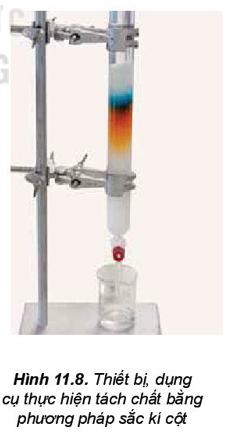 Hình 11.8. Thiết bị, dụng
cụ thực hiện tách chất bằng
phương pháp sắc kí cột